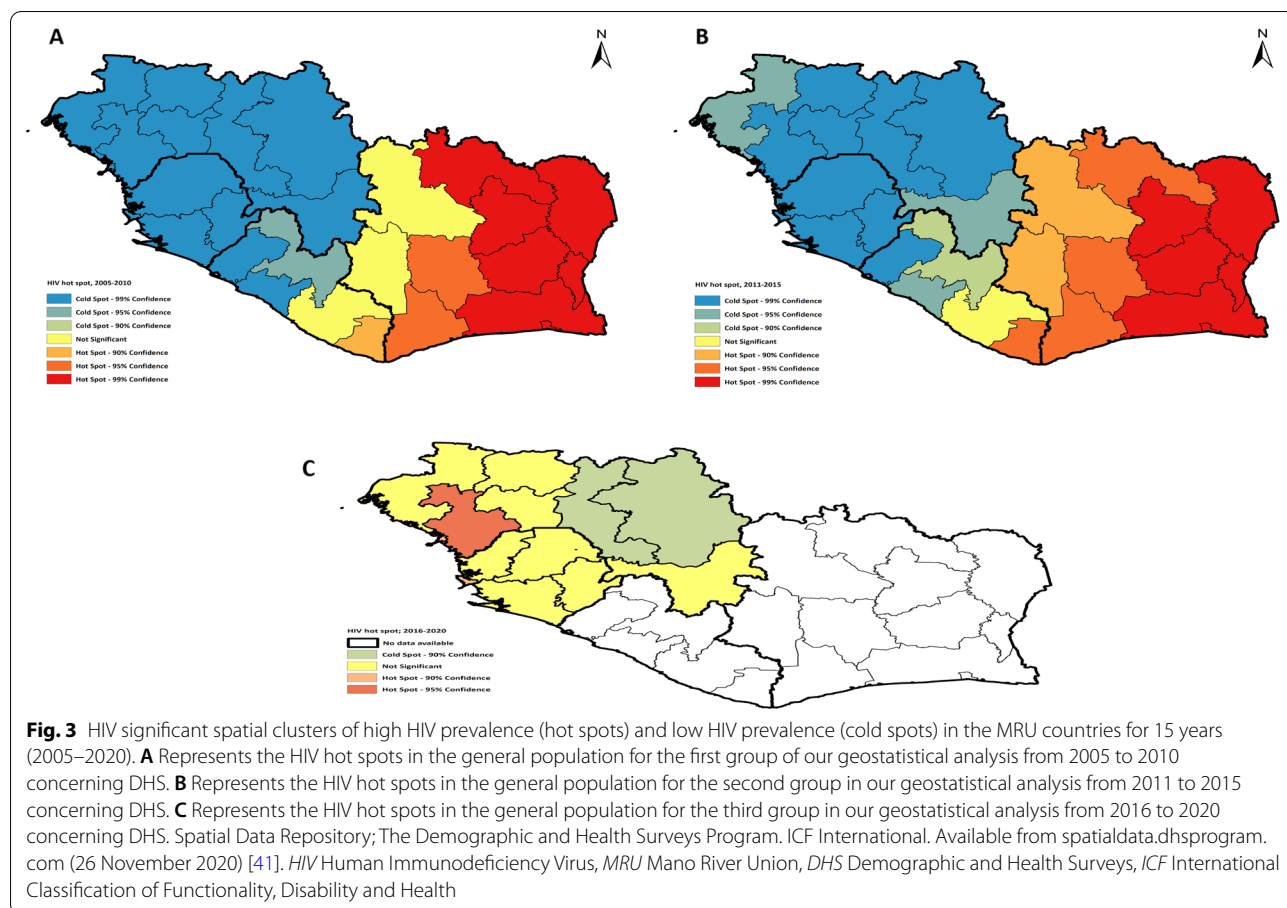 A
N
B
N
HIV hot spot, 2005-2010
Cold Spot - 99% Confidence
Cold Spot - 95% Confidence
Cold Spot - 90% Confidence
Not Significant
Hot Spot - 90% Confidence
Hot Spot - 95% Confidence
Hot Spot - 99% Confidence
HIV hot spot, 2011-2015
Cold Spot - 99% Confidence
Cold Spot - 95% Confidence
Cold Spot - 90% Confidence
Not Significant
Hot Spot - 90% Confidence
Hot Spot - 95% Confidence
Hot Spot - 99% Confidence
C
HIV hot spot; 2016-2020
No data available
Cold Spot - 90% Confidence
Not Significant
Hot Spot - 90% Confidence
Hot Spot - 95% Confidence
Fig. 3 HIV significant spatial clusters of high HIV prevalence (hot spots) and low HIV prevalence (cold spots) in the MRU countries for 15 years
(2005–2020). A Represents the HIV hot spots in the general population for the first group of our geostatistical analysis from 2005 to 2010
concerning DHS. B Represents the HIV hot spots in the general population for the second group in our geostatistical analysis from 2011 to 2015
concerning DHS. C Represents the HIV hot spots in the general population for the third group in our geostatistical analysis from 2016 to 2020
concerning DHS. Spatial Data Repository; The Demographic and Health Surveys Program. ICF International. Available from spatialdata.dhsprogram.
com (26 November 2020) [41]. HIV Human Immunodeficiency Virus, MRU Mano River Union, DHS Demographic and Health Surveys, ICF International
Classification of Functionality, Disability and Health